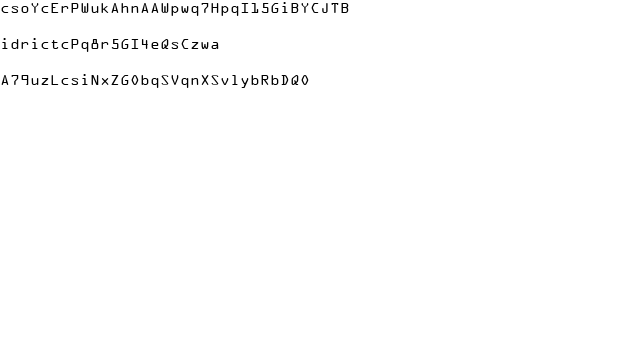 csoYcErPWukAhnAAWpwq7HpqI15GiBYCJTB
idrictcPq8r5GI4eQsCzwa
A79uzLcsiNxZG0bqSVqnXSvlybRbDQ0